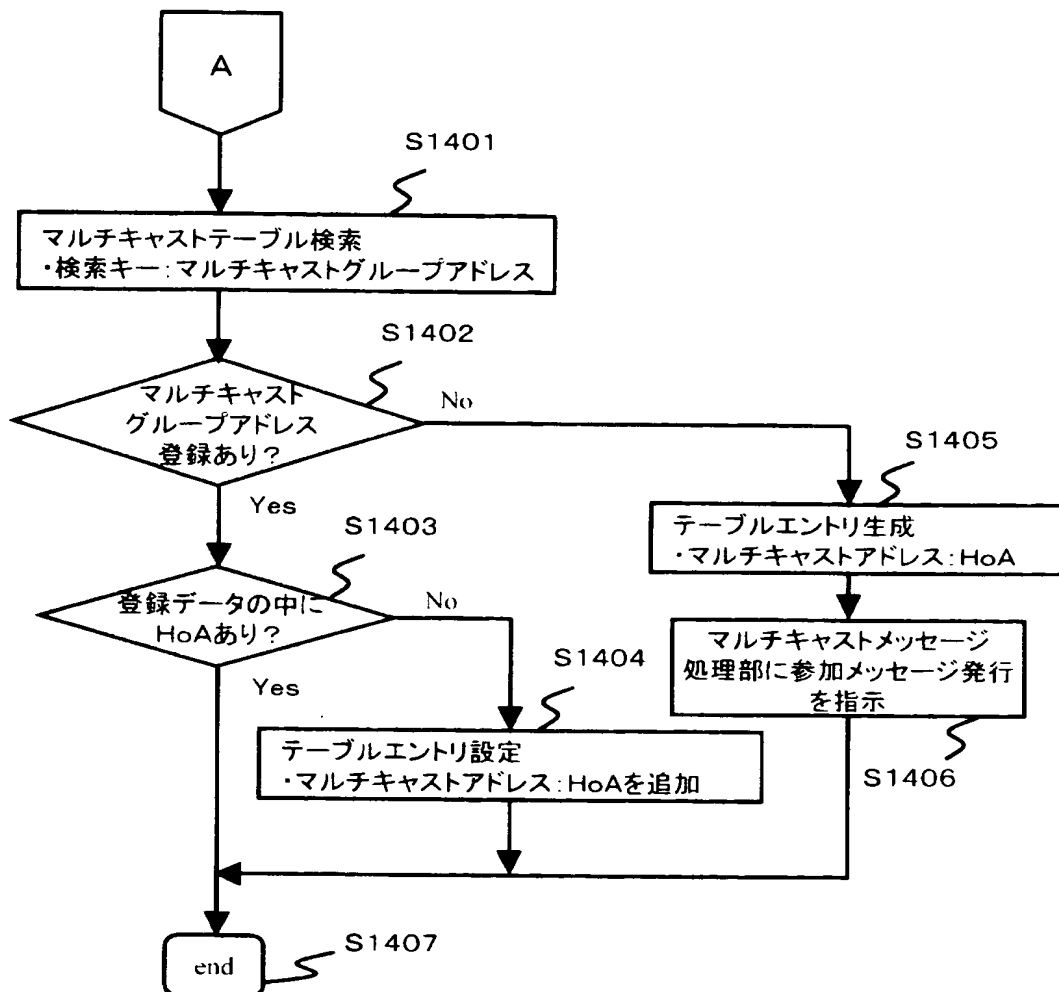 A
S1401
マルチキャストテーブル検索
・検索キー:マルチキャストグループアドレス
S1402
マルチキャスト
グループアドレス
登録あり?
No
Yes
S1403
登録データの中に
HoAあり?
No
Yes
S1404
テーブルエントリ設定
・マルチキャストアドレス:HoAを追加
S1405
テーブルエントリ生成
・マルチキャストアドレス:HoA
マルチキャストメッセージ
処理部に参加メッセージ発行
を指示
S1406
end
S1407